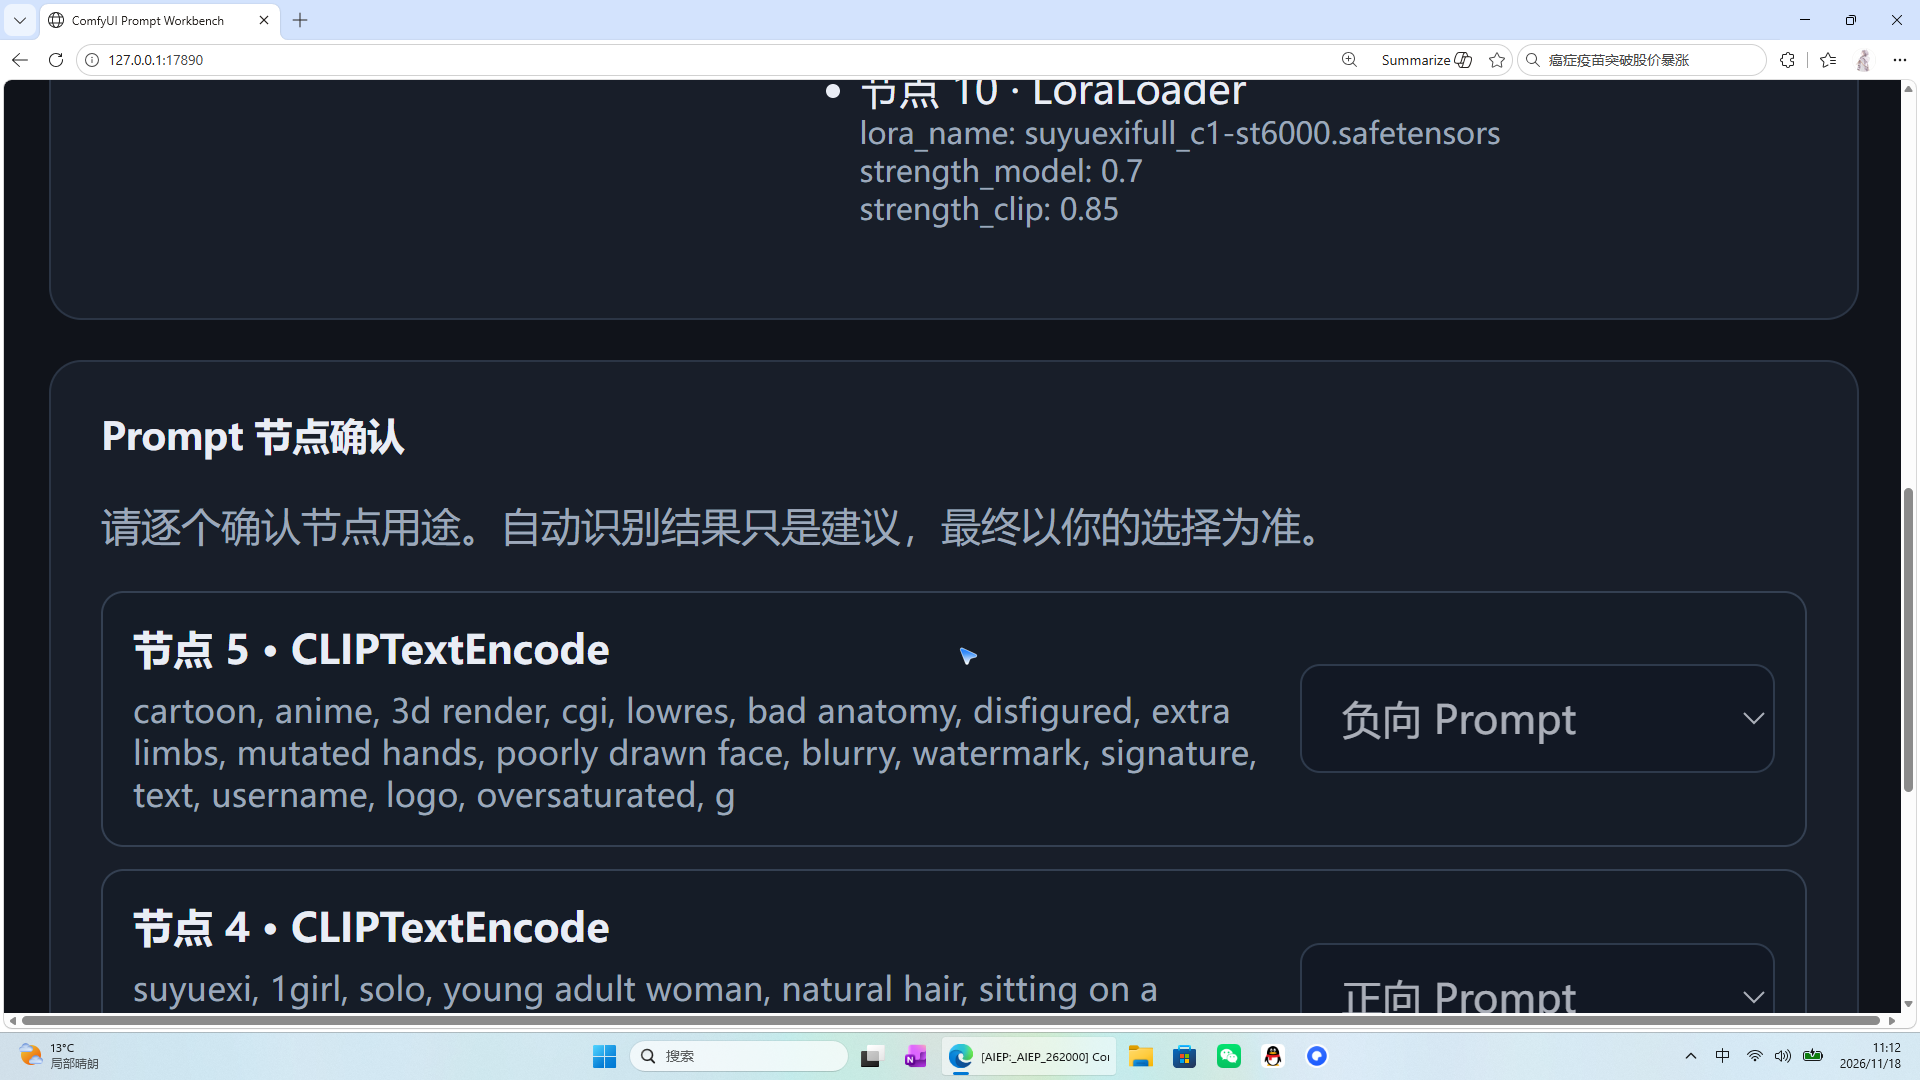 ComfyUI Prompt Workbench
127.0.0.1:17890
Summarize
癌症疫苗突破股价暴涨
节点 10 · LoraLoader
lora_name: suyuexifull_c1-st6000.safetensors
strength_model: 0.7
strength_clip: 0.85
Prompt 节点确认
请逐个确认节点用途。自动识别结果只是建议，最终以你的选择为准。
节点 5 • CLIPTextEncode
cartoon, anime, 3d render, cgi, lowres, bad anatomy, disfigured, extra
limbs, mutated hands, poorly drawn face, blurry, watermark, signature,
text, username, logo, oversaturated, g
负向 Prompt
节点 4 • CLIPTextEncode
suyuexi, 1girl, solo, young adult woman, natural hair, sitting on a
正向 Prompt
13°C
局部晴朗
搜索
[AIEP:_AIEP_262000] Co
中
11:12
2026/11/18